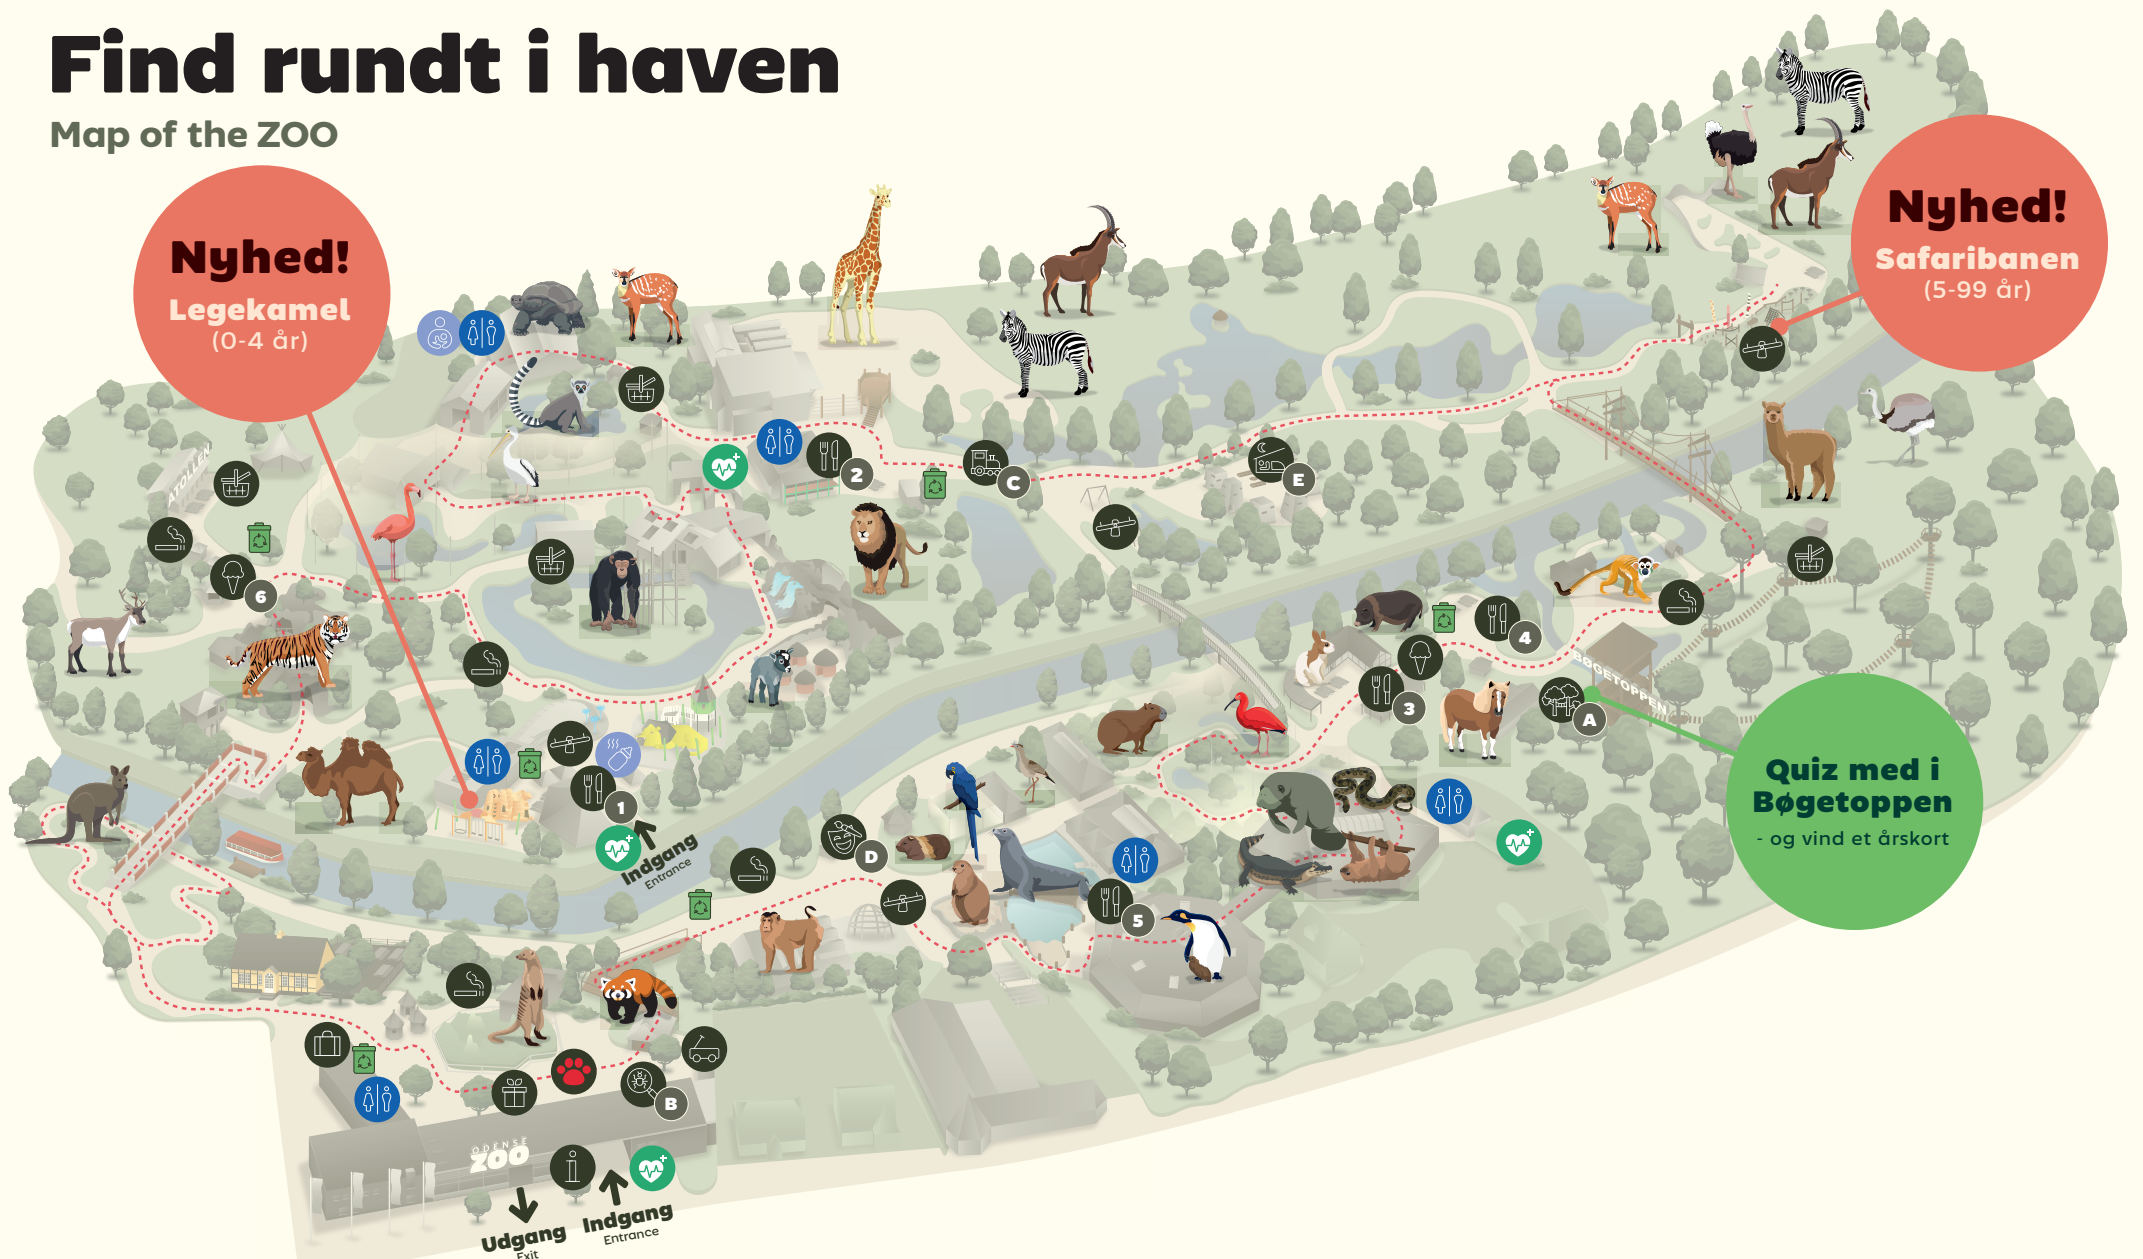 Find rundt i haven
Map of the ZOO
Nyhed!
Legekamel
(0-4 år)
Nyhed!
Safaribanen
(5-99 år)
ATOLLEN
2
C
E
6
4
BØGETOPPEN
3
A
1
Indgang
Entrance
D
5
Quiz med i
Bøgetoppen
- og vind et årskort
B
ODENSE
ZOO
Udgang
Exit
Indgang
Entrance